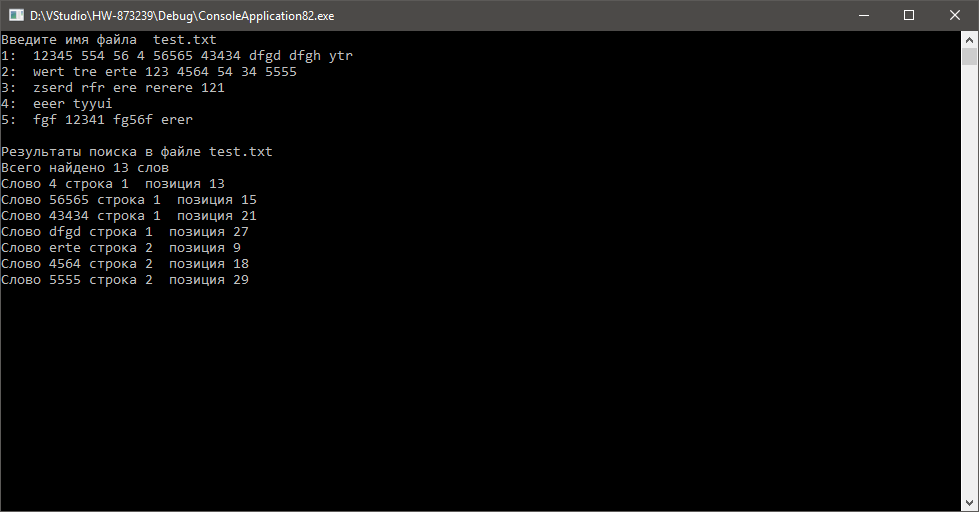 D:\VStudio\HW-873239\Debug\ConsoleApplication82.exe
Введите имя файла  test.txt
1:  12345 554 56 4 56565 43434 dfgd dfgh ytr
2:  wert tre erte 123 4564 54 34 5555
3:  zserd rfr ere rerere 121
4:  eeer tyyui
5:  fgf 12341 fg56f erer

Результаты поиска в файле test.txt
Всего найдено 13 слов
Слово 4 строка 1  позиция 13
Слово 56565 строка 1  позиция 15
Слово 43434 строка 1  позиция 21
Слово dfgd строка 1  позиция 27
Слово erte строка 2  позиция 9
Слово 4564 строка 2  позиция 18
Слово 5555 строка 2  позиция 29